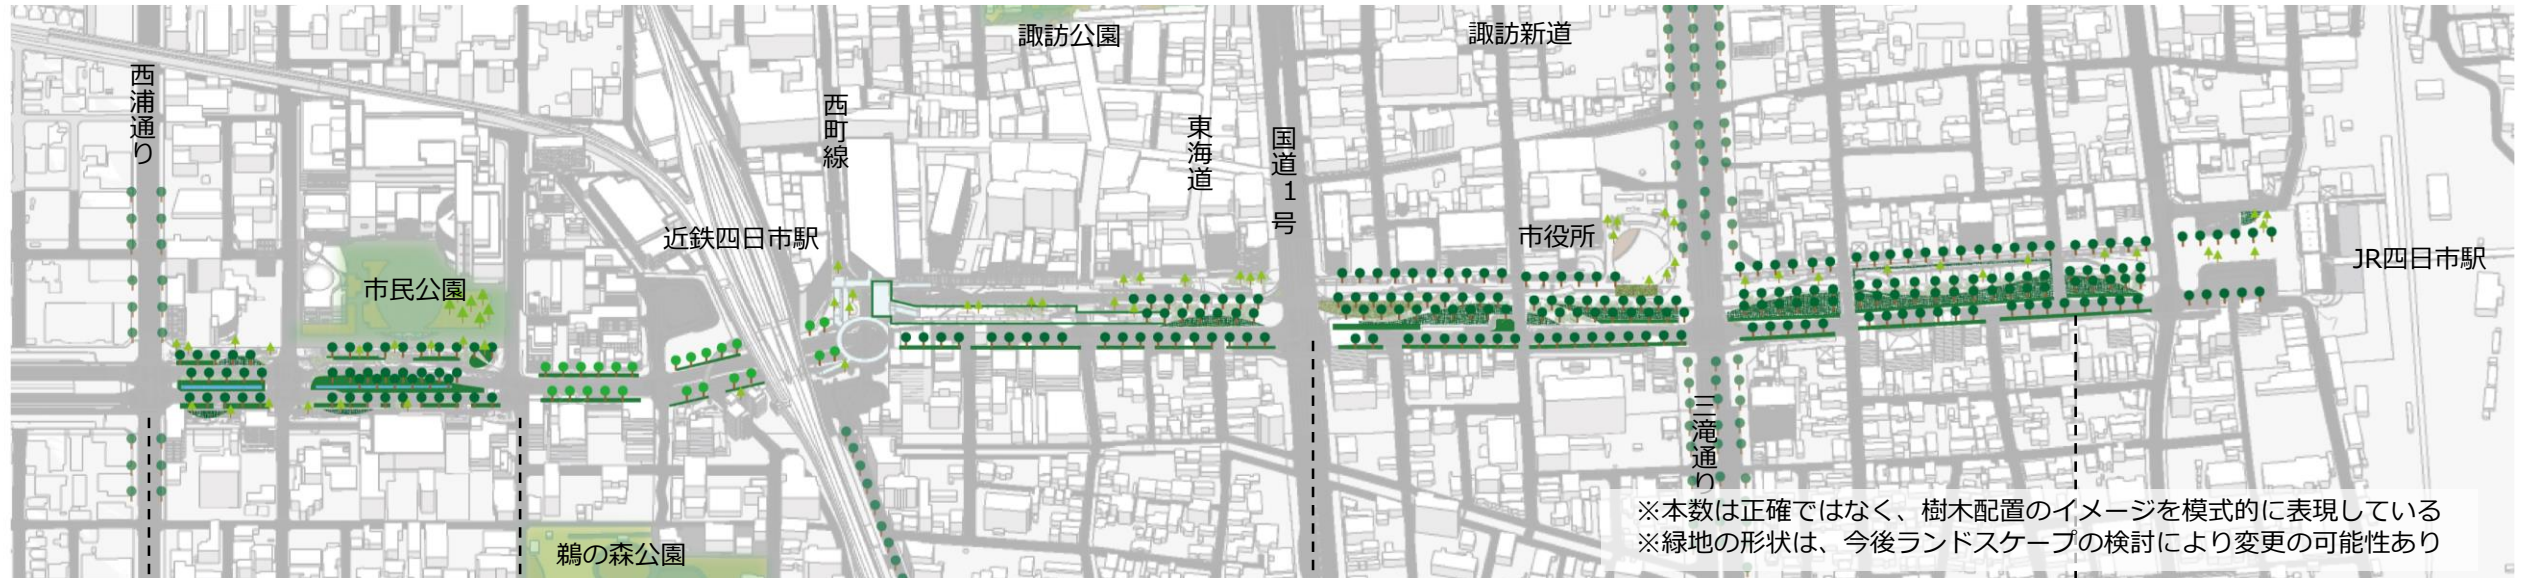 諏訪公園
諏訪新道
西浦通り
西町線
東海道
国道1号
近鉄四日市駅
市役所
JR四日市駅
市民公園
三滝通り
鵜の森公園
※本数は正確ではなく、樹木配置のイメージを模式的に表現している
※緑地の形状は、今後ランドスケープの検討により変更の可能性あり